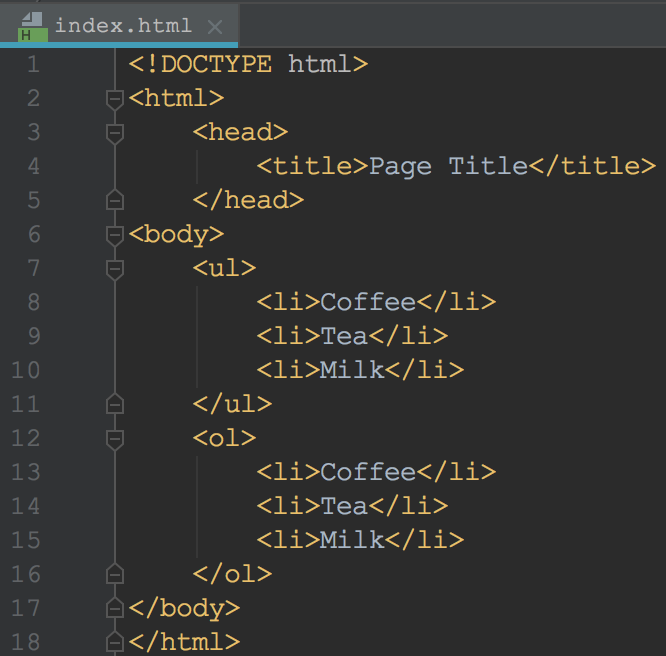 index.html
H
1 <!DOCTYPE html>
2 <html>
3     <head>
4         <title>Page Title</title>
5     </head>
6 <body>
7     <ul>
8         <li>Coffee</li>
9         <li>Tea</li>
10         <li>Milk</li>
11     </ul>
12     <ol>
13         <li>Coffee</li>
14         <li>Tea</li>
15         <li>Milk</li>
16     </ol>
17 </body>
18 </html>